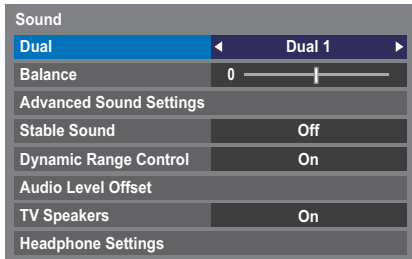 Sound
Dual Dual 1
Balance 0
Advanced Sound Settings
Stable Sound Off
Dynamic Range Control On
Audio Level Offset
TV Speakers On
Headphone Settings